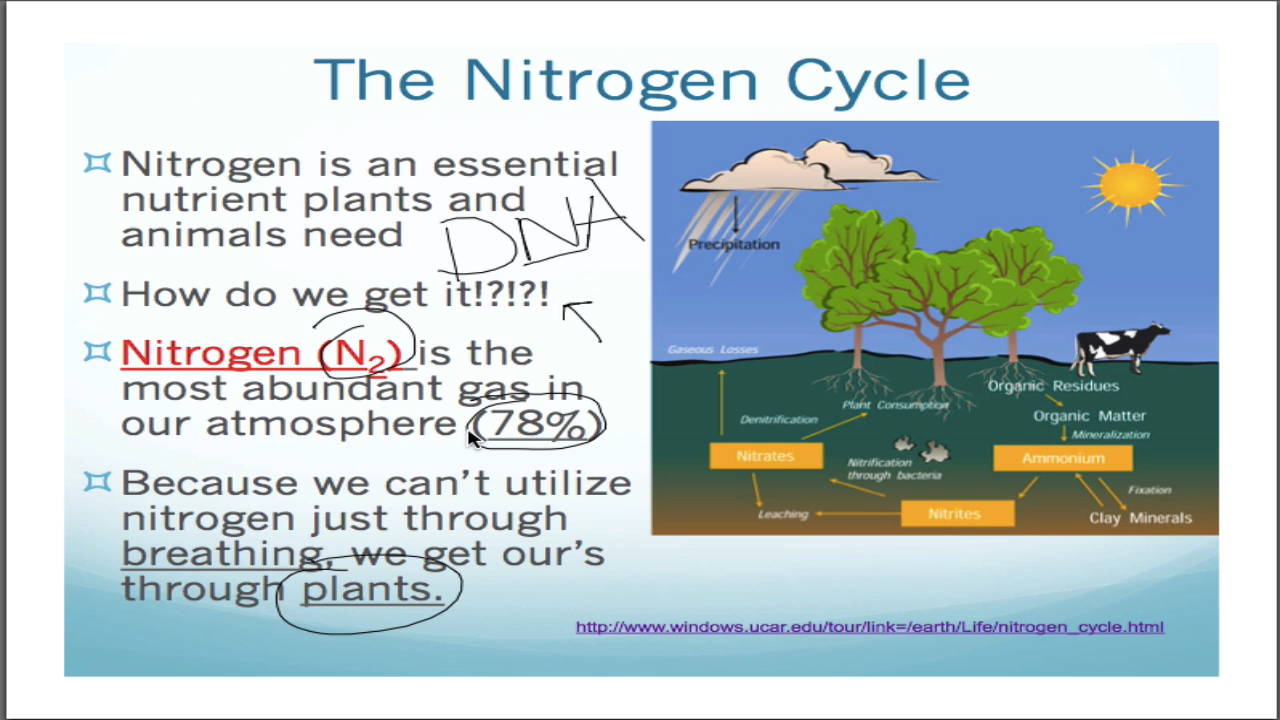 The Nitrogen Cycle
Nitrogen is an essential
nutrient plants and
animals need
DNA
How do we get it!?!?!
Nitrogen (N₂) is the
most abundant gas in
our atmosphere (78%)
Because we can't utilize
nitrogen just through
breathing, we get our's
through plants.
Precipitation
Gaseous Losses
Organic Residues
Plant Consumption
Organic Matter
Denitrification
Mineralization
Nitrates
Nitrification
through bacteria
Ammonium
Fixation
Leaching
Nitrites
Clay Minerals
http://www.windows.ucar.edu/tour/link=/earth/Life/nitrogen_cycle.html